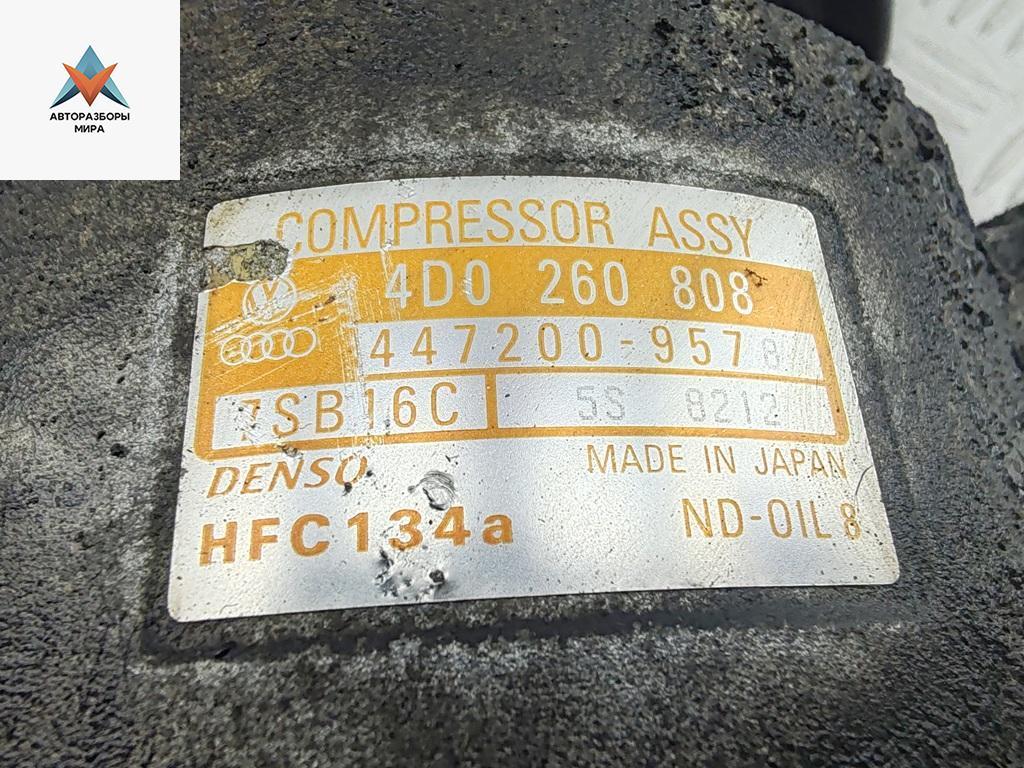 АВТОРАЗБОРЫ
МИРА
COMPRESSOR ASSY
4D0 260 808
447200-9578
7SB16C 5S 8212
DENSO MADE IN JAPAN
HFC134a ND-OIL 8